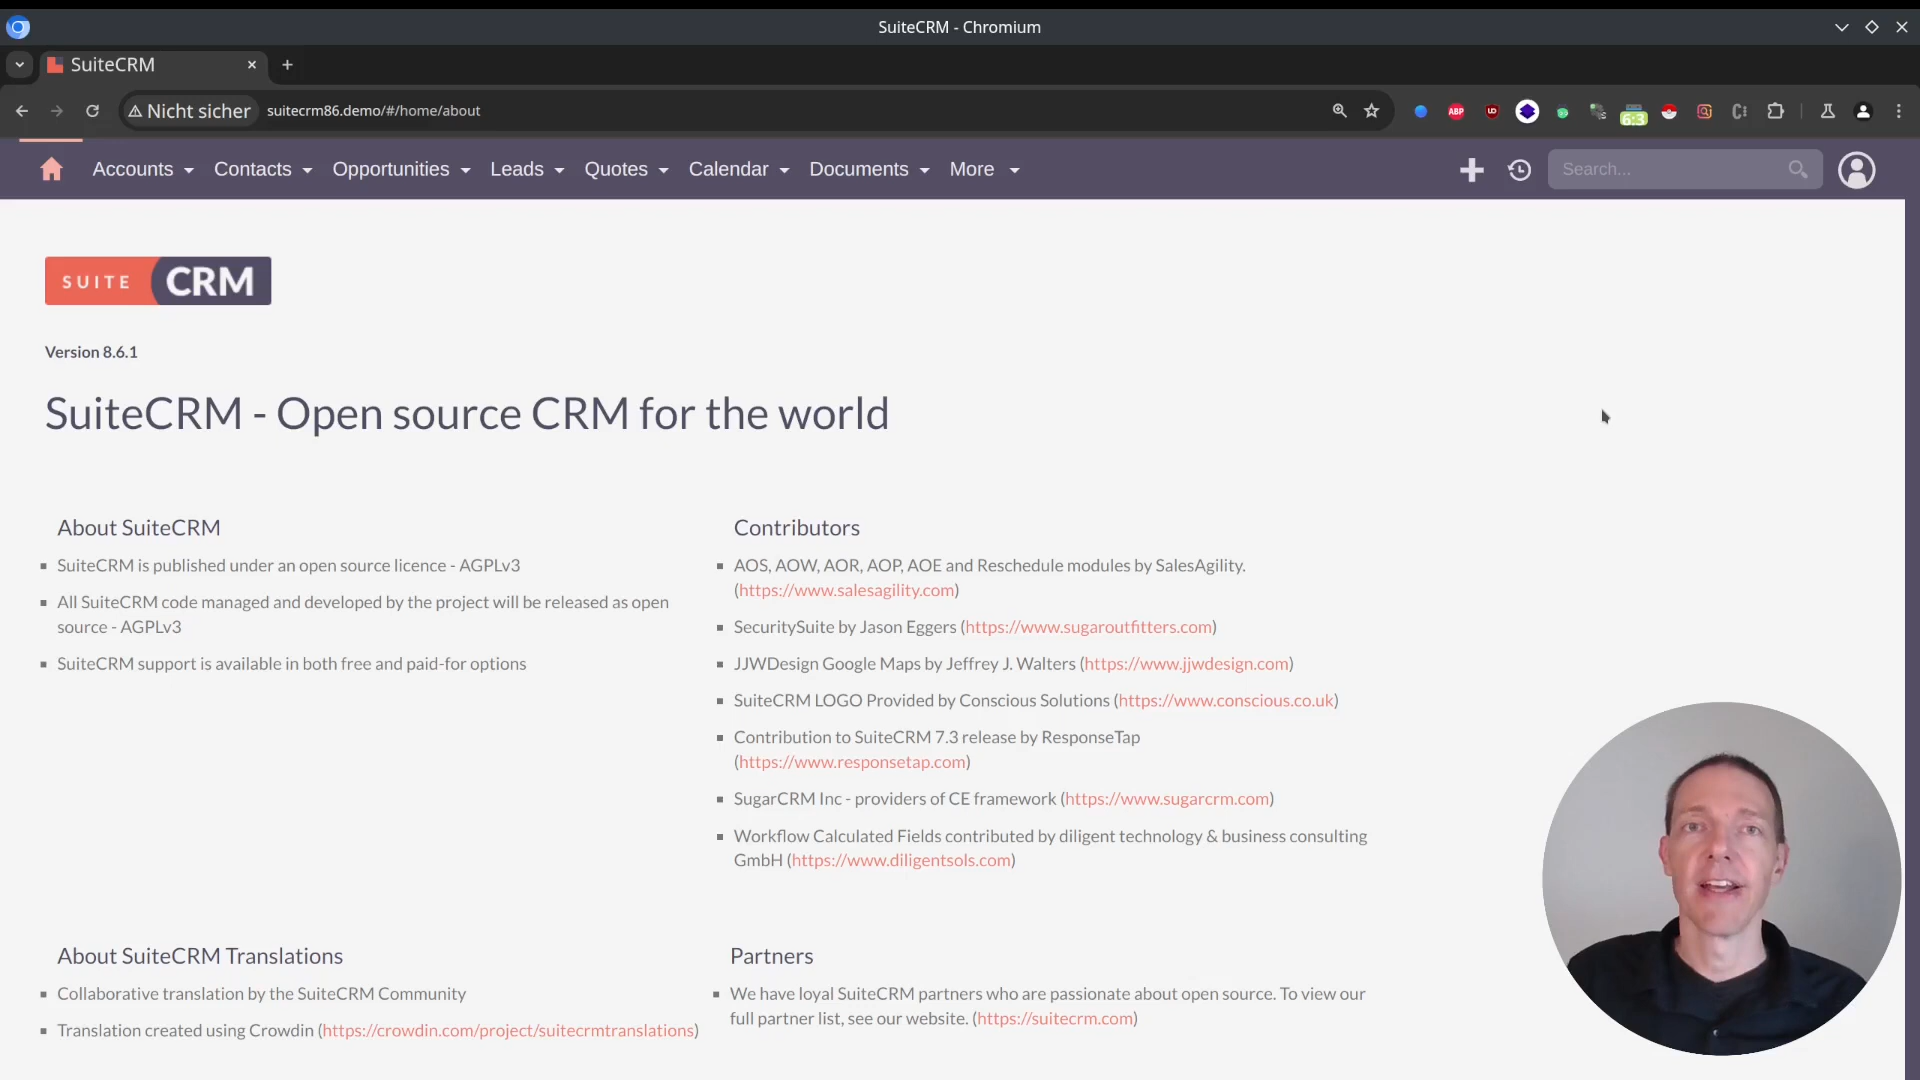 SuiteCRM - Chromium
SuiteCRM
Nicht sicher
suitecrm86.demo/#/home/about
ABP
6:3
Accounts
Contacts
Opportunities
Leads
Quotes
Calendar
Documents
More
Search...
SUITE CRM
Version 8.6.1
SuiteCRM - Open source CRM for the world
About SuiteCRM
SuiteCRM is published under an open source licence - AGPLv3
All SuiteCRM code managed and developed by the project will be released as open
source - AGPLv3
SuiteCRM support is available in both free and paid-for options
Contributors
AOS, AOW, AOR, AOP, AOE and Reschedule modules by SalesAgility.
(https://www.salesagility.com)
SecuritySuite by Jason Eggers (https://www.sugaroutfitters.com)
JJWDesign Google Maps by Jeffrey J. Walters (https://www.jjwdesign.com)
SuiteCRM LOGO Provided by Conscious Solutions (https://www.conscious.co.uk)
Contribution to SuiteCRM 7.3 release by ResponseTap
(https://www.responsetap.com)
SugarCRM Inc - providers of CE framework (https://www.sugarcrm.com)
Workflow Calculated Fields contributed by diligent technology & business consulting
GmbH (https://www.diligentsols.com)
About SuiteCRM Translations
Collaborative translation by the SuiteCRM Community
Translation created using Crowdin (https://crowdin.com/project/suitecrmtranslations)
Partners
We have loyal SuiteCRM partners who are passionate about open source. To view our
full partner list, see our website. (https://suitecrm.com)